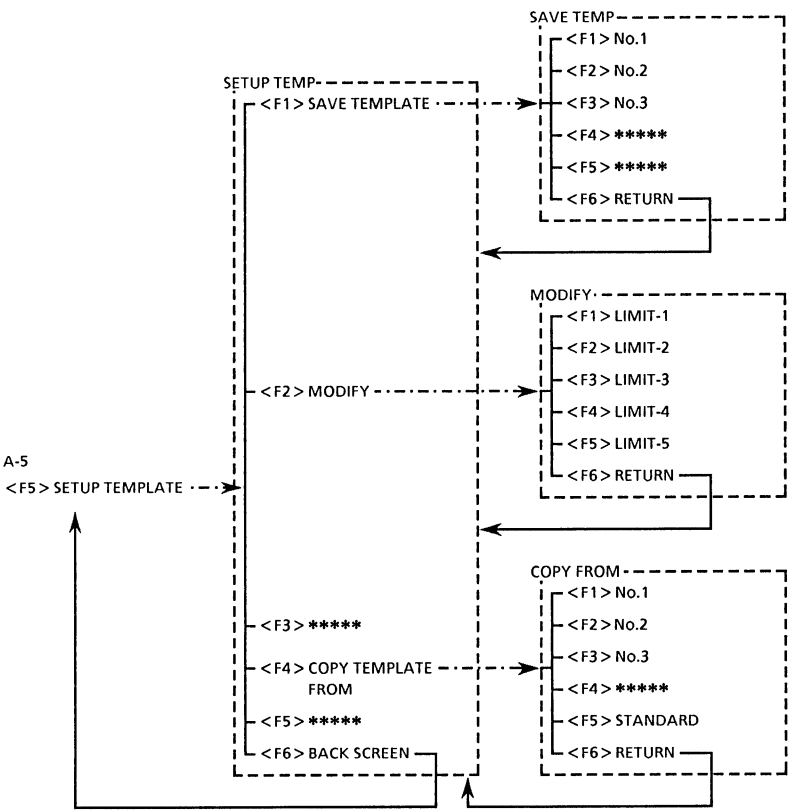 A-5
<F5> SETUP TEMPLATE
SETUP TEMP
<F1> SAVE TEMPLATE
<F2> MODIFY
<F3> *****
<F4> COPY TEMPLATE
FROM
<F5> *****
<F6> BACK SCREEN
SAVE TEMP
<F1> No.1
<F2> No.2
<F3> No.3
<F4> *****
<F5> *****
<F6> RETURN
MODIFY
<F1> LIMIT-1
<F2> LIMIT-2
<F3> LIMIT-3
<F4> LIMIT-4
<F5> LIMIT-5
<F6> RETURN
COPY FROM
<F1> No.1
<F2> No.2
<F3> No.3
<F4> *****
<F5> STANDARD
<F6> RETURN